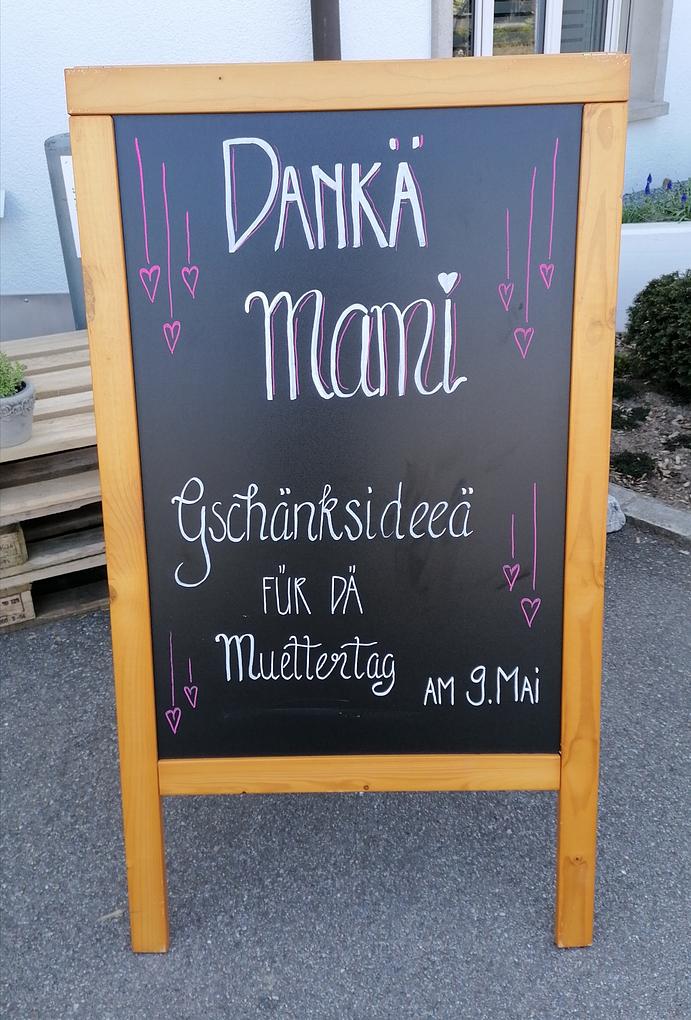 DANKÄ
Mami
Gschänksideeä
FÜR DÄ
Muettertag
AM 9.MAi